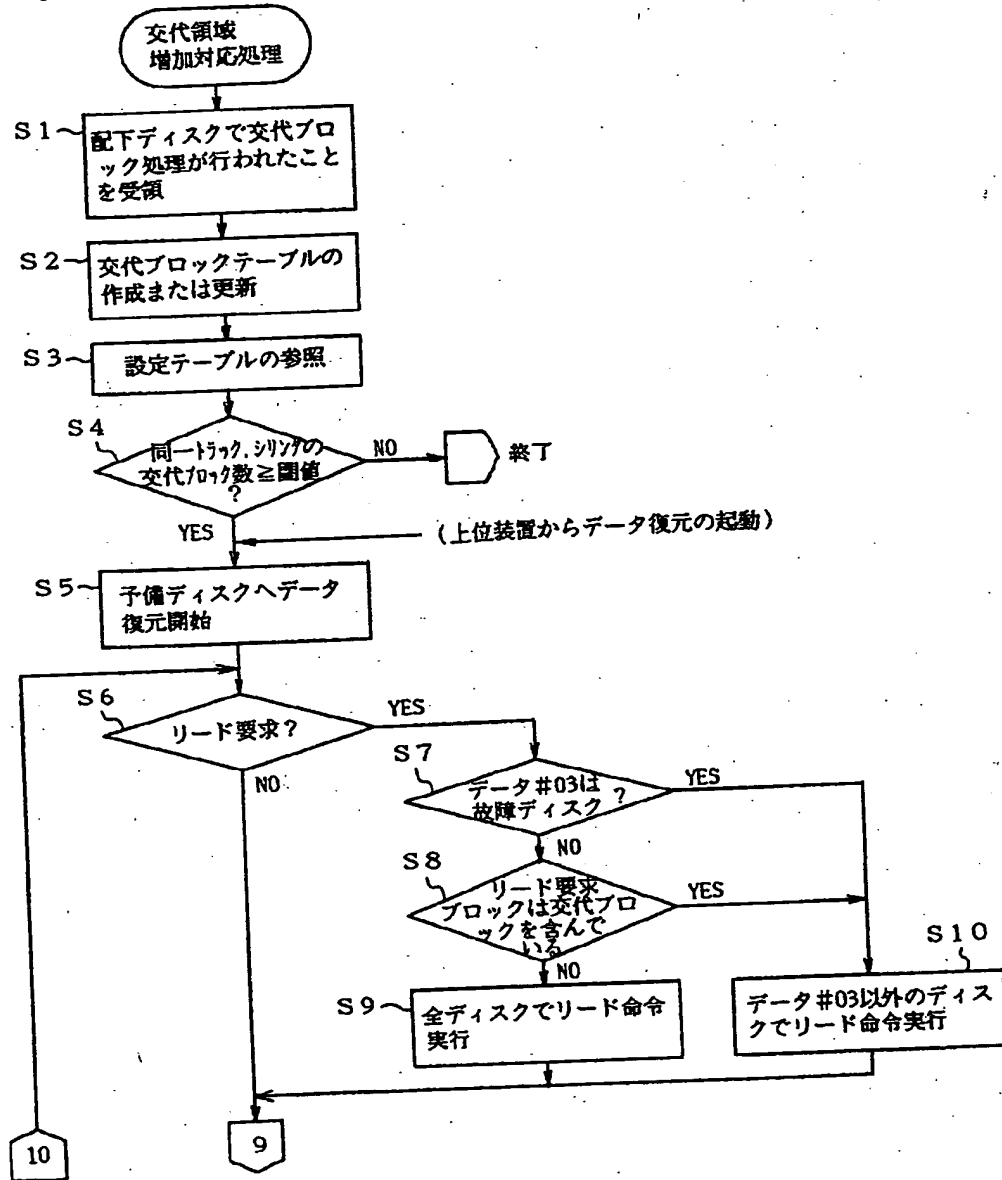 交代領域
増加対応処理
S1
配下ディスクで交代ブロ
ック処理が行われたこと
を受領
S2
交代ブロックテーブルの
作成または更新
S3
設定テーブルの参照
S4
同一トラック,シリンダの
交代ブロック数≧閾値
?
NO
終了
YES
(上位装置からデータ復元の起動)
S5
予備ディスクへデータ
復元開始
S6
リード要求?
YES
NO
S7
データ#03は
故障ディスク
?
YES
NO
S8
リード要求
ブロックは交代ブロ
ックを含んで
いる
YES
NO
S9
全ディスクでリード命令
実行
S10
データ#03以外のディス
クでリード命令実行
10
9